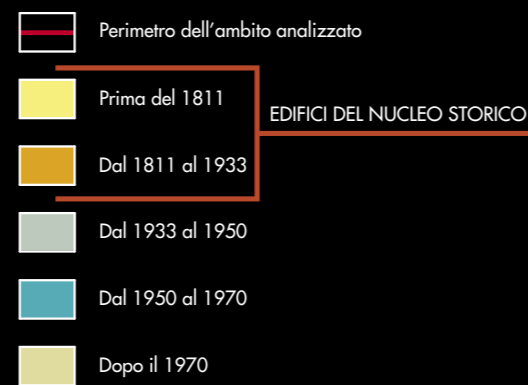 Perimetro dell'ambito analizzato
Prima del 1811
EDIFICI DEL NUCLEO STORICO
Dal 1811 al 1933
Dal 1933 al 1950
Dal 1950 al 1970
Dopo il 1970